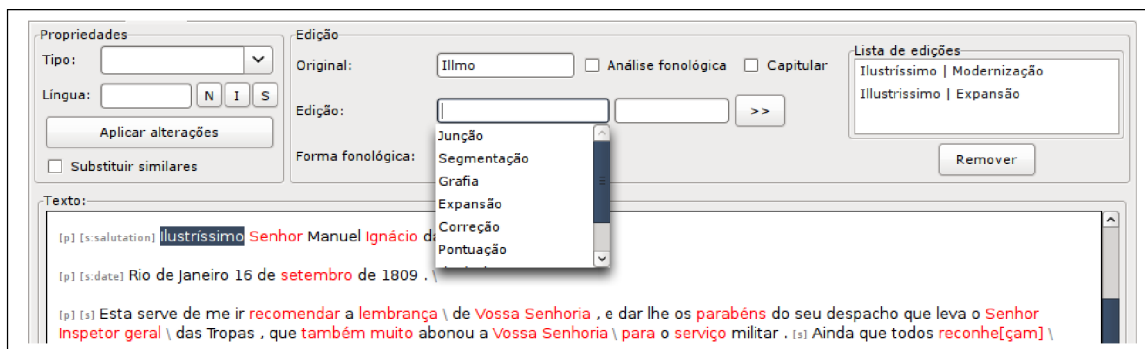 Propriedades
Tipo:
Língua:
N I S
Aplicar alterações
Substituir similares
Edição
Original: Illmo Análise fonológica Capitular
Edição: >>
Junção
Segmentação
Grafia
Expansão
Correção
Pontuação
Forma fonológica:
Lista de edições
Ilustríssimo | Modernização
Illustrissimo | Expansão
Remover
Texto:
[p] [s:salutation] Ilustríssimo Senhor Manuel Ignácio d
[p] [s:date] Rio de Janeiro 16 de setembro de 1809 . \
[p] [s] Esta serve de me ir recomendar a lembrança \ de Vossa Senhoria , e dar lhe os parabéns do seu despacho que leva o Senhor
Inspetor geral \ das Tropas , que também muito abonou a Vossa Senhoria \ para o serviço militar . [s] Ainda que todos reconhe[çam] \